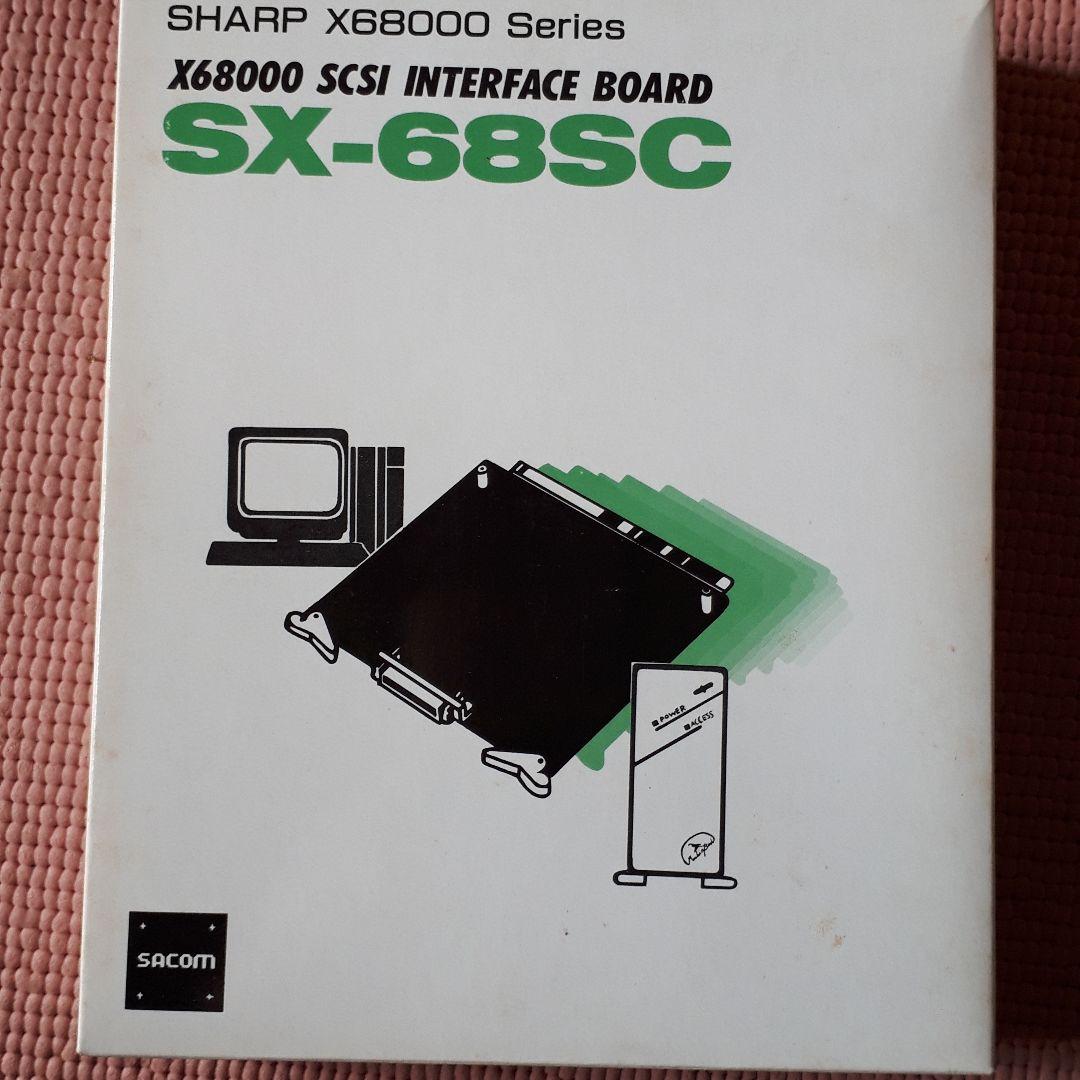 SHARP X68000 Series
X68000 SCSI INTERFACE BOARD
SX-68SC
POWER
ACCESS
SACOM